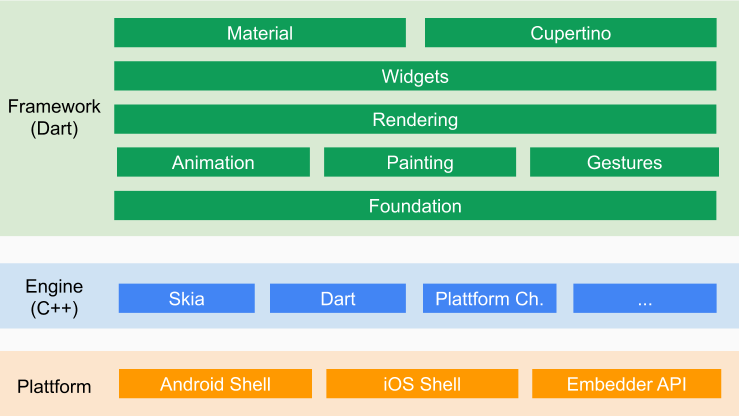 Material
Cupertino
Widgets
Framework
(Dart)
Rendering
Animation
Painting
Gestures
Foundation
Engine
(C++)
Skia
Dart
Plattform Ch.
...
Plattform
Android Shell
iOS Shell
Embedder API